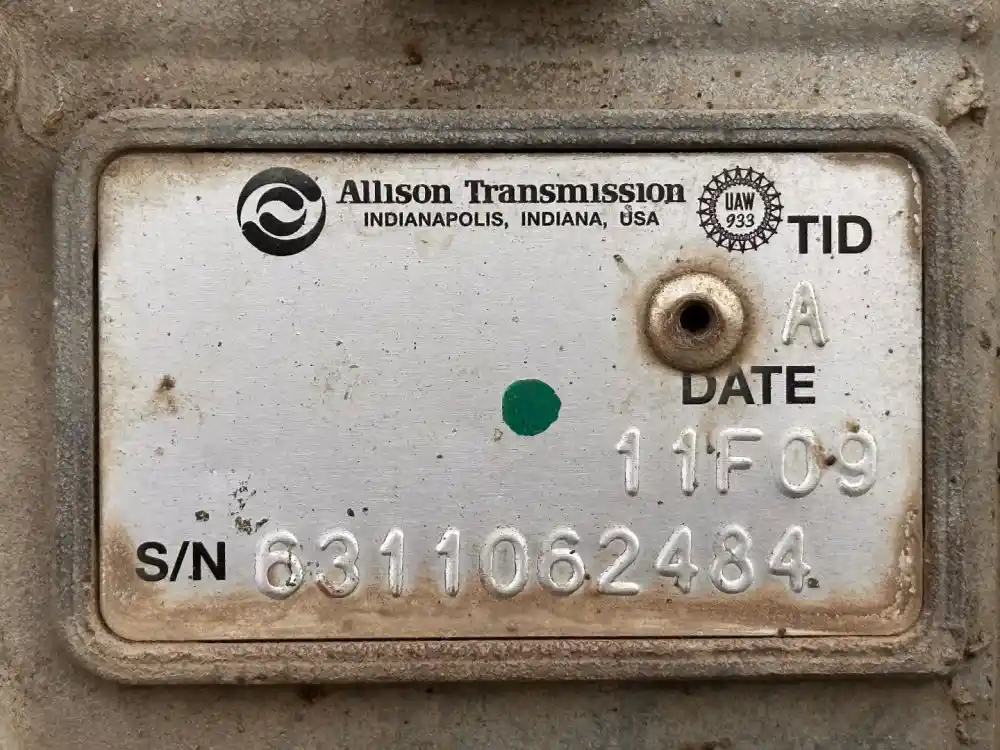 Allison Transmission
INDIANAPOLIS, INDIANA, USA
UAW
933
TID
A
DATE
11F09
S/N 6311062484